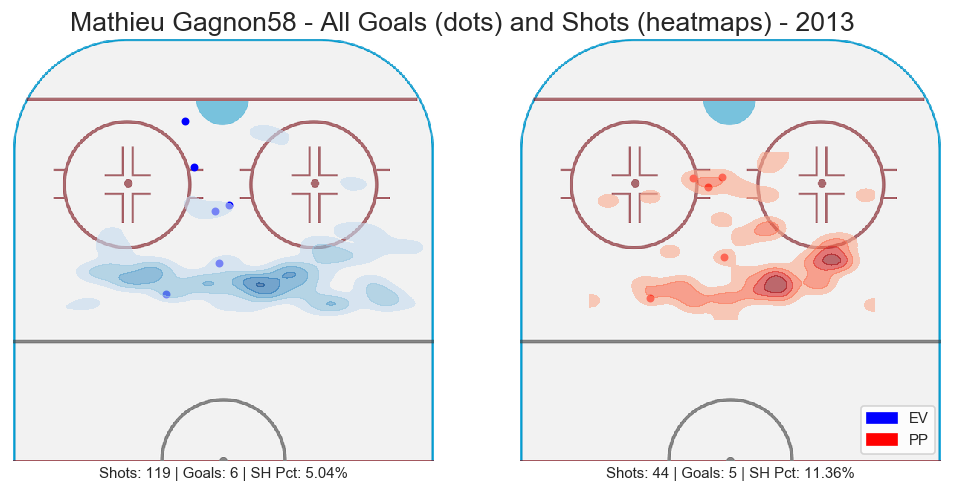 Mathieu Gagnon58 - All Goals (dots) and Shots (heatmaps) - 2013
EV
PP
Shots: 119 | Goals: 6 | SH Pct: 5.04%
Shots: 44 | Goals: 5 | SH Pct: 11.36%